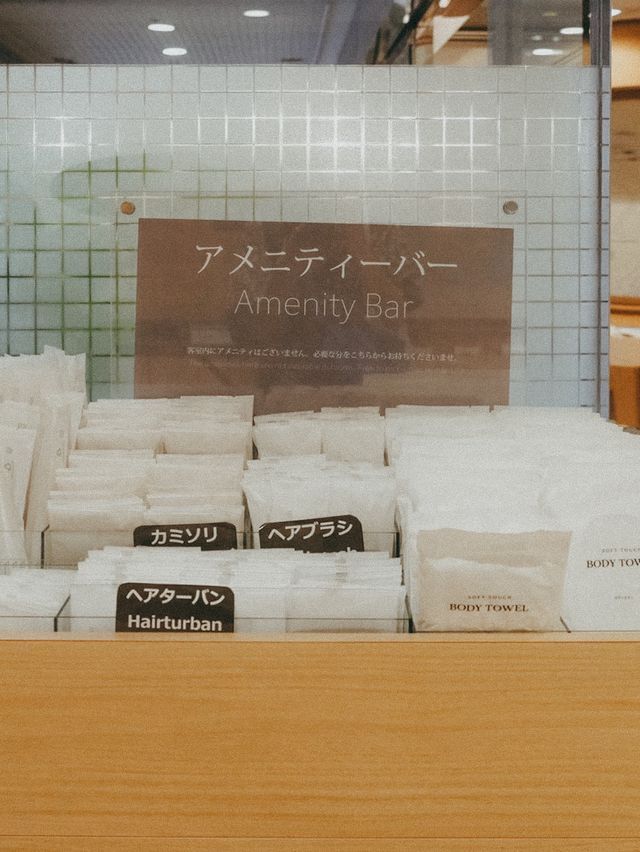 アメニティーバー
Amenity Bar
客室内にアメニティはございません。必要な分をこちらからお持ちくださいませ。
カミソリ
ヘアブラシ
ヘアターバン
Hairturban
SOFT TOUCH
BODY TOWEL
SOFT TOUCH
BODY TOW